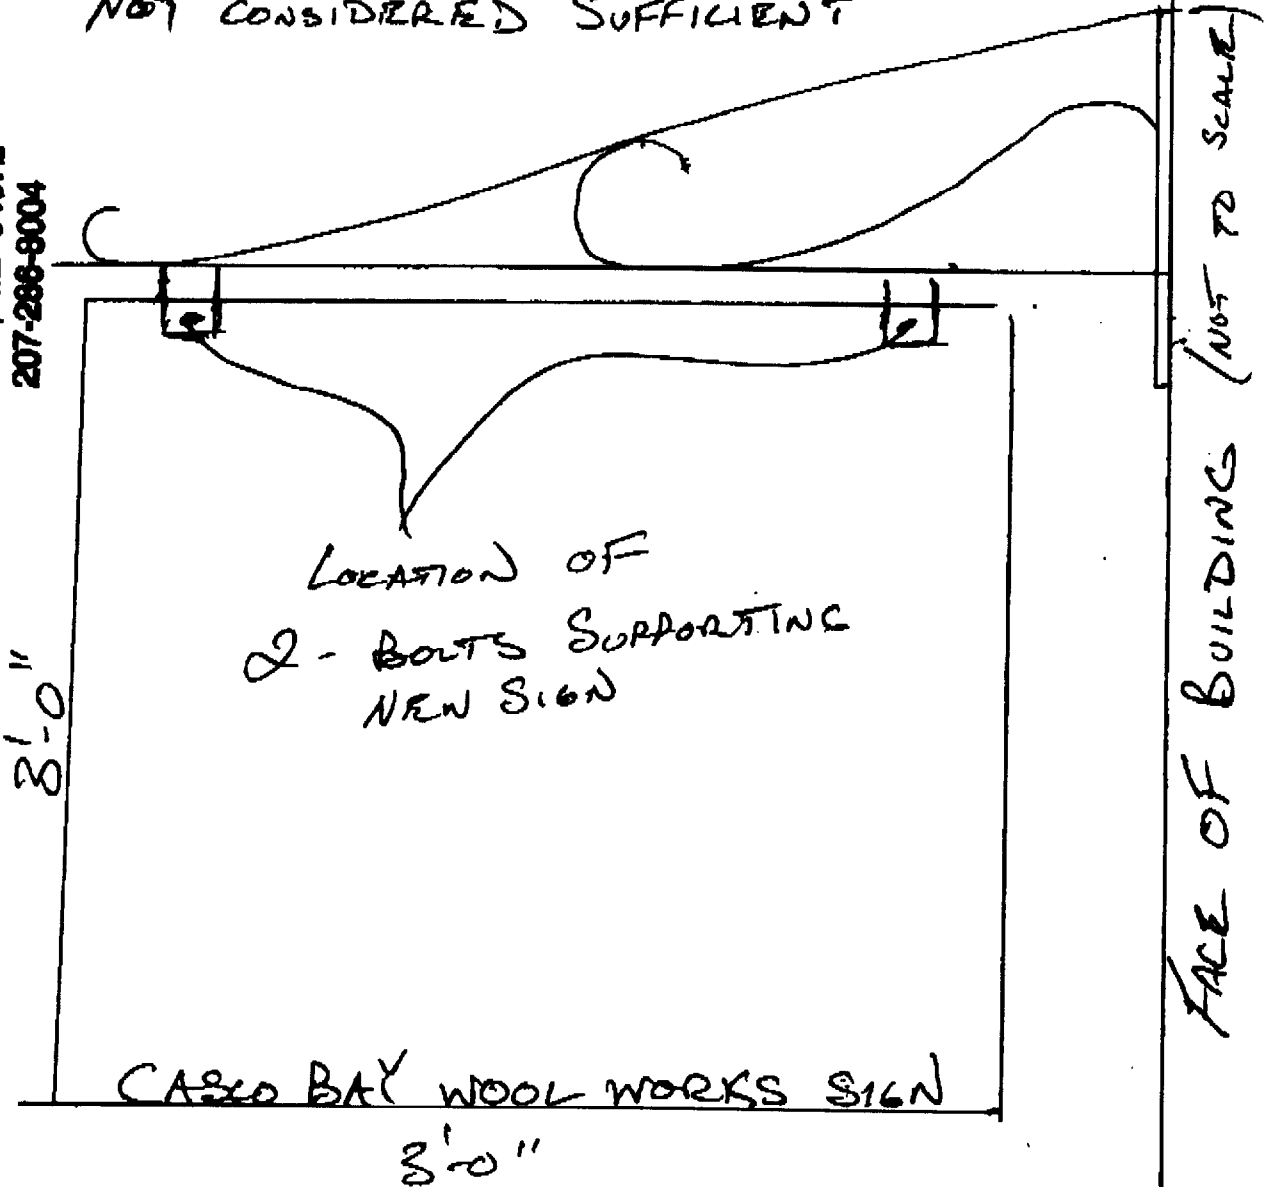 NOT CONSIDERED SUFFICIENT
207-286-8004
FACE OF BUILDING (NOT TO SCALE)
LOCATION OF
2 - BOLTS SUPPORTING
NEW SIGN
3'-0"
CASCO BAY WOOL WORKS SIGN
3'-0"